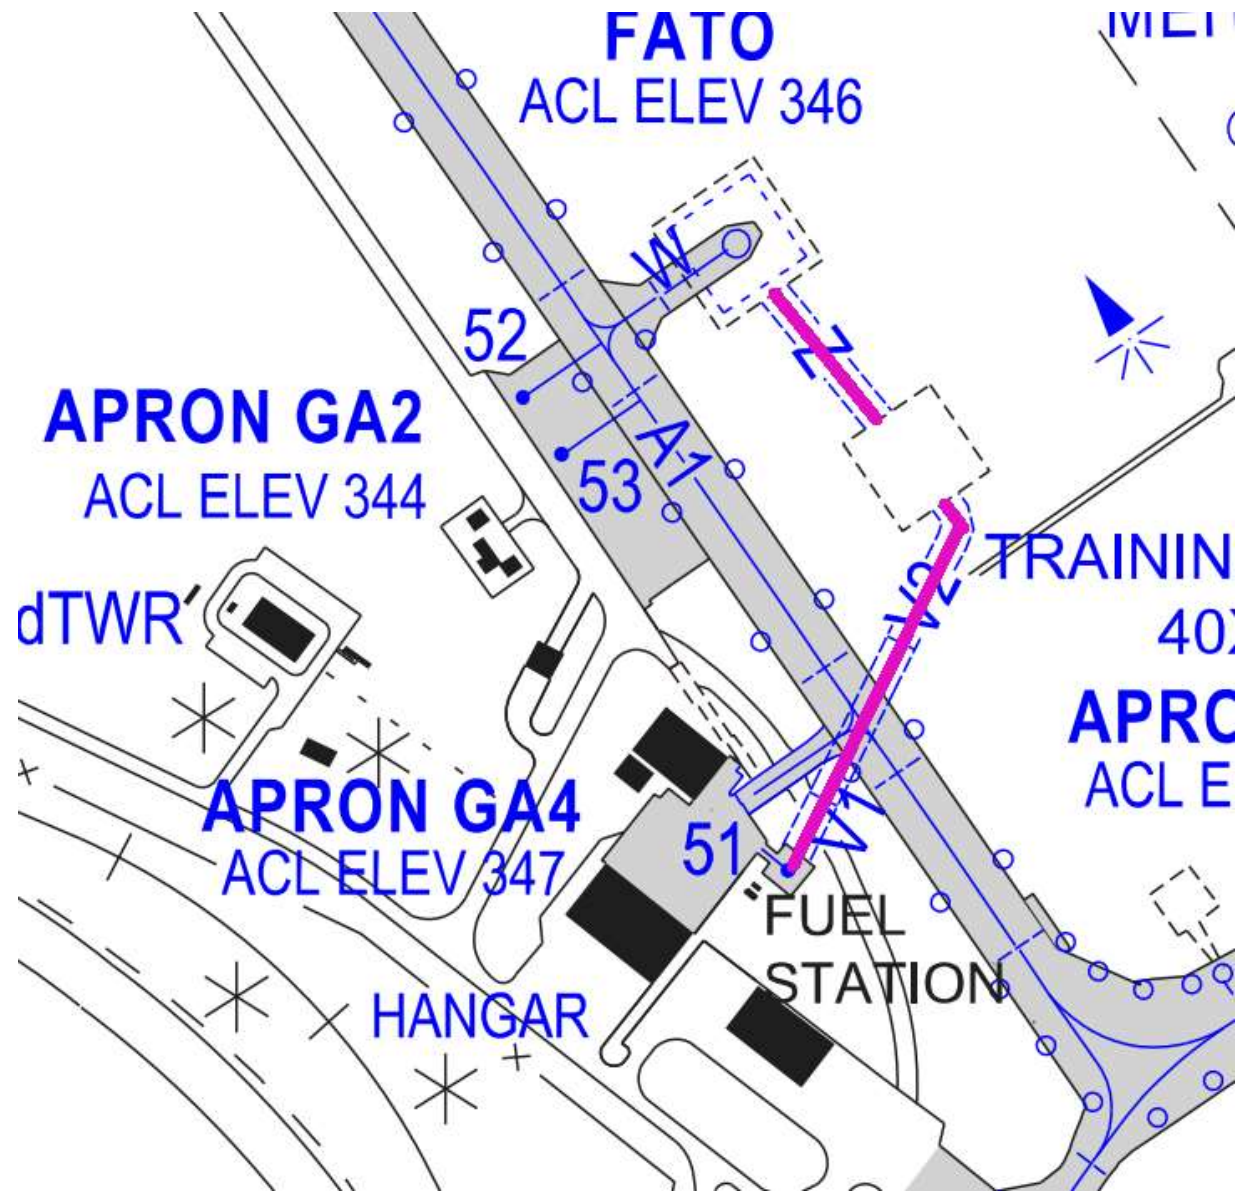 FATO
ACL ELEV 346
W
52
Z
APRON GA2
ACL ELEV 344
A1
53
TRAININ
dTWR
V2
40
APRO
ACL E
APRON GA4
ACL ELEV 347
51
V1
FUEL
STATION
HANGAR